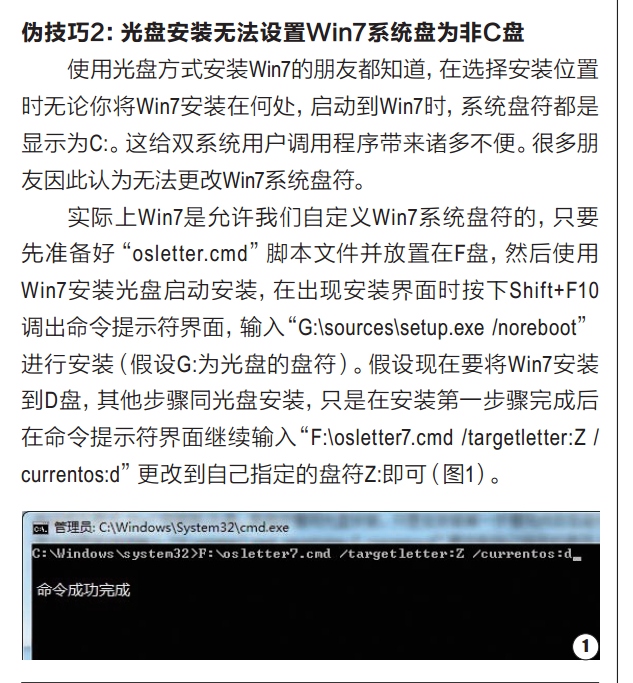 伪技巧2：光盘安装无法设置Win7系统盘为非C盘
使用光盘方式安装Win7的朋友都知道，在选择安装位置
时无论你将Win7安装在何处，启动到Win7时，系统盘符都是
显示为C:。这给双系统用户调用程序带来诸多不便。很多朋
友因此认为无法更改Win7系统盘符。
实际上Win7是允许我们自定义Win7系统盘符的，只要
先准备好“osletter.cmd”脚本文件并放置在F盘，然后使用
Win7安装光盘启动安装，在出现安装界面时按下Shift+F10
调出命令提示符界面，输入“G:\sources\setup.exe /noreboot”
进行安装（假设G:为光盘的盘符）。假设现在要将Win7安装
到D盘，其他步骤同光盘安装，只是在安装第一步骤完成后
在命令提示符界面继续输入“F:\osletter7.cmd /targetletter:Z /
currentos:d”更改到自己指定的盘符Z:即可（图1）。
管理员: C:\Windows\System32\cmd.exe
C:\Windows\system32>F:\osletter7.cmd /targetletter:Z /currentos:d_
命令成功完成
1